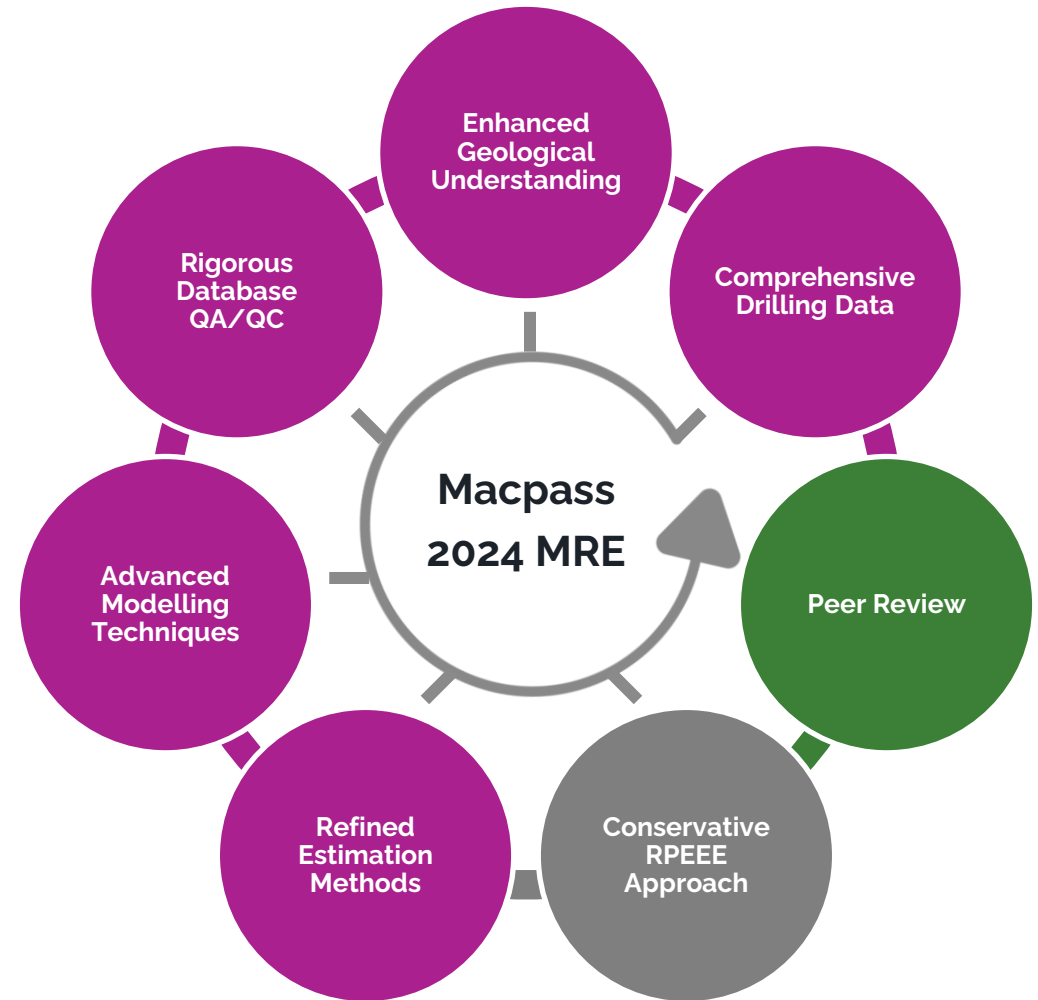 Enhanced
Geological
Understanding
Comprehensive
Drilling Data
Peer Review
Conservative
RPEEE
Approach
Refined
Estimation
Methods
Advanced
Modelling
Techniques
Rigorous
Database
QA/QC
Macpass
2024 MRE